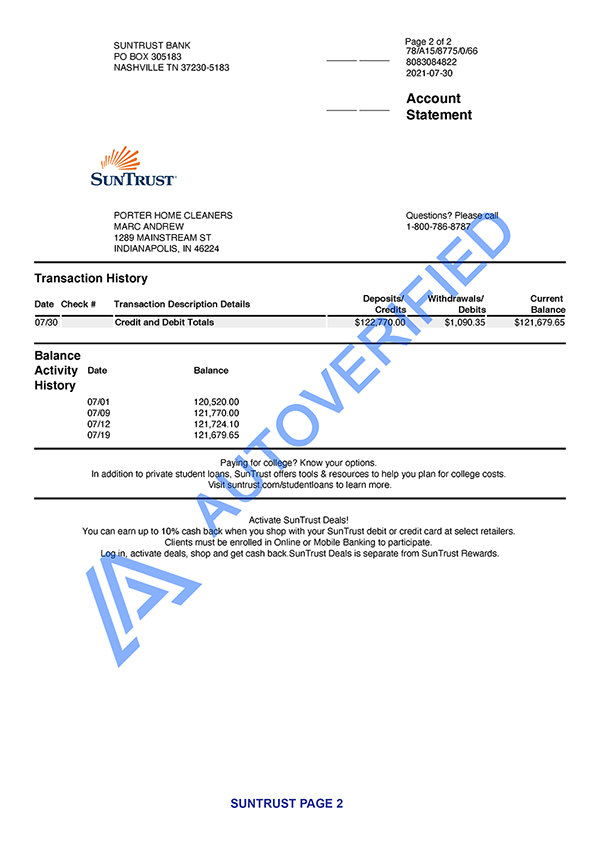 SUNTRUST BANK
PO BOX 305183
NASHVILLE TN 37230-5183
Page 2 of 2
78/A15/8775/0/66
8083084822
2021-07-30
Account
Statement
SUNTRUST
PORTER HOME CLEANERS
MARC ANDREW
1289 MAINSTREAM ST
INDIANAPOLIS, IN 46224
Questions? Please call
1-800-786-8787
Transaction History
Date Check # Transaction Description Details Deposits/ Credits Withdrawals/ Debits Current Balance
07/30 Credit and Debit Totals $122,770.00 $1,090.35 $121,679.65
Balance Activity History
Date Balance
07/01 120,520.00
07/09 121,770.00
07/12 121,724.10
07/19 121,679.65
Paying for college? Know your options.
In addition to private student loans, SunTrust offers tools & resources to help you plan for college costs.
Visit suntrust.com/studentloans to learn more.
Activate SunTrust Deals!
You can earn up to 10% cash back when you shop with your SunTrust debit or credit card at select retailers.
Clients must be enrolled in Online or Mobile Banking to participate.
Log in, activate deals, shop and get cash back.SunTrust Deals is separate from SunTrust Rewards.
AUTOVERIFIED
SUNTRUST PAGE 2